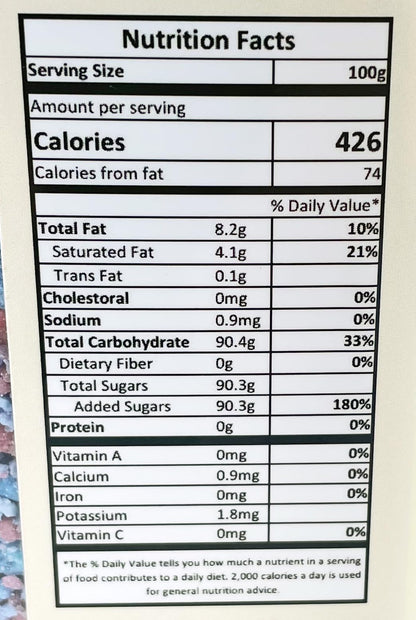 Nutrition Facts
Serving Size 100g
Amount per serving
Calories 426
Calories from fat 74
% Daily Value*
Total Fat 8.2g 10%
Saturated Fat 4.1g 21%
Trans Fat 0.1g
Cholestoral 0mg 0%
Sodium 0.9mg 0%
Total Carbohydrate 90.4g 33%
Dietary Fiber 0g 0%
Total Sugars 90.3g
Added Sugars 90.3g 180%
Protein 0g 0%
Vitamin A 0mg 0%
Calcium 0.9mg 0%
Iron 0mg 0%
Potassium 1.8mg
Vitamin C 0mg 0%
*The % Daily Value tells you how much a nutrient in a serving
of food contributes to a daily diet. 2,000 calories a day is used
for general nutrition advice.